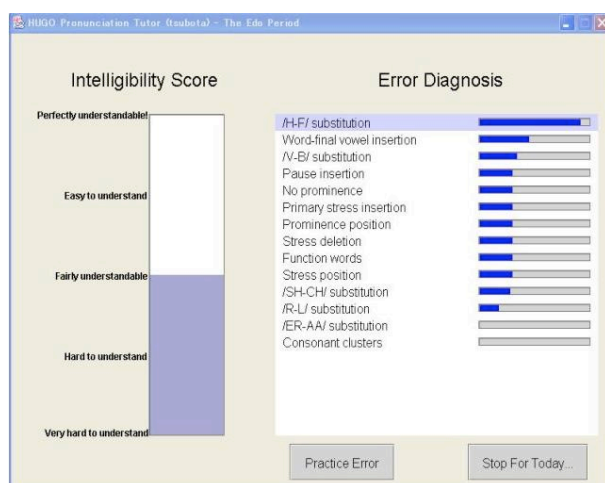 HUGO Pronunciation Tutor (tsubota) - The Edo Period
Intelligibility Score
Perfectly understandable!
Easy to understand
Fairly understandable
Hard to understand
Very hard to understand
Error Diagnosis
/H-F/ substitution
Word-final vowel insertion
/V-B/ substitution
Pause insertion
No prominence
Primary stress insertion
Prominence position
Stress deletion
Function words
Stress position
/SH-CH/ substitution
/R-L/ substitution
/ER-AA/ substitution
Consonant clusters
Practice Error
Stop For Today...